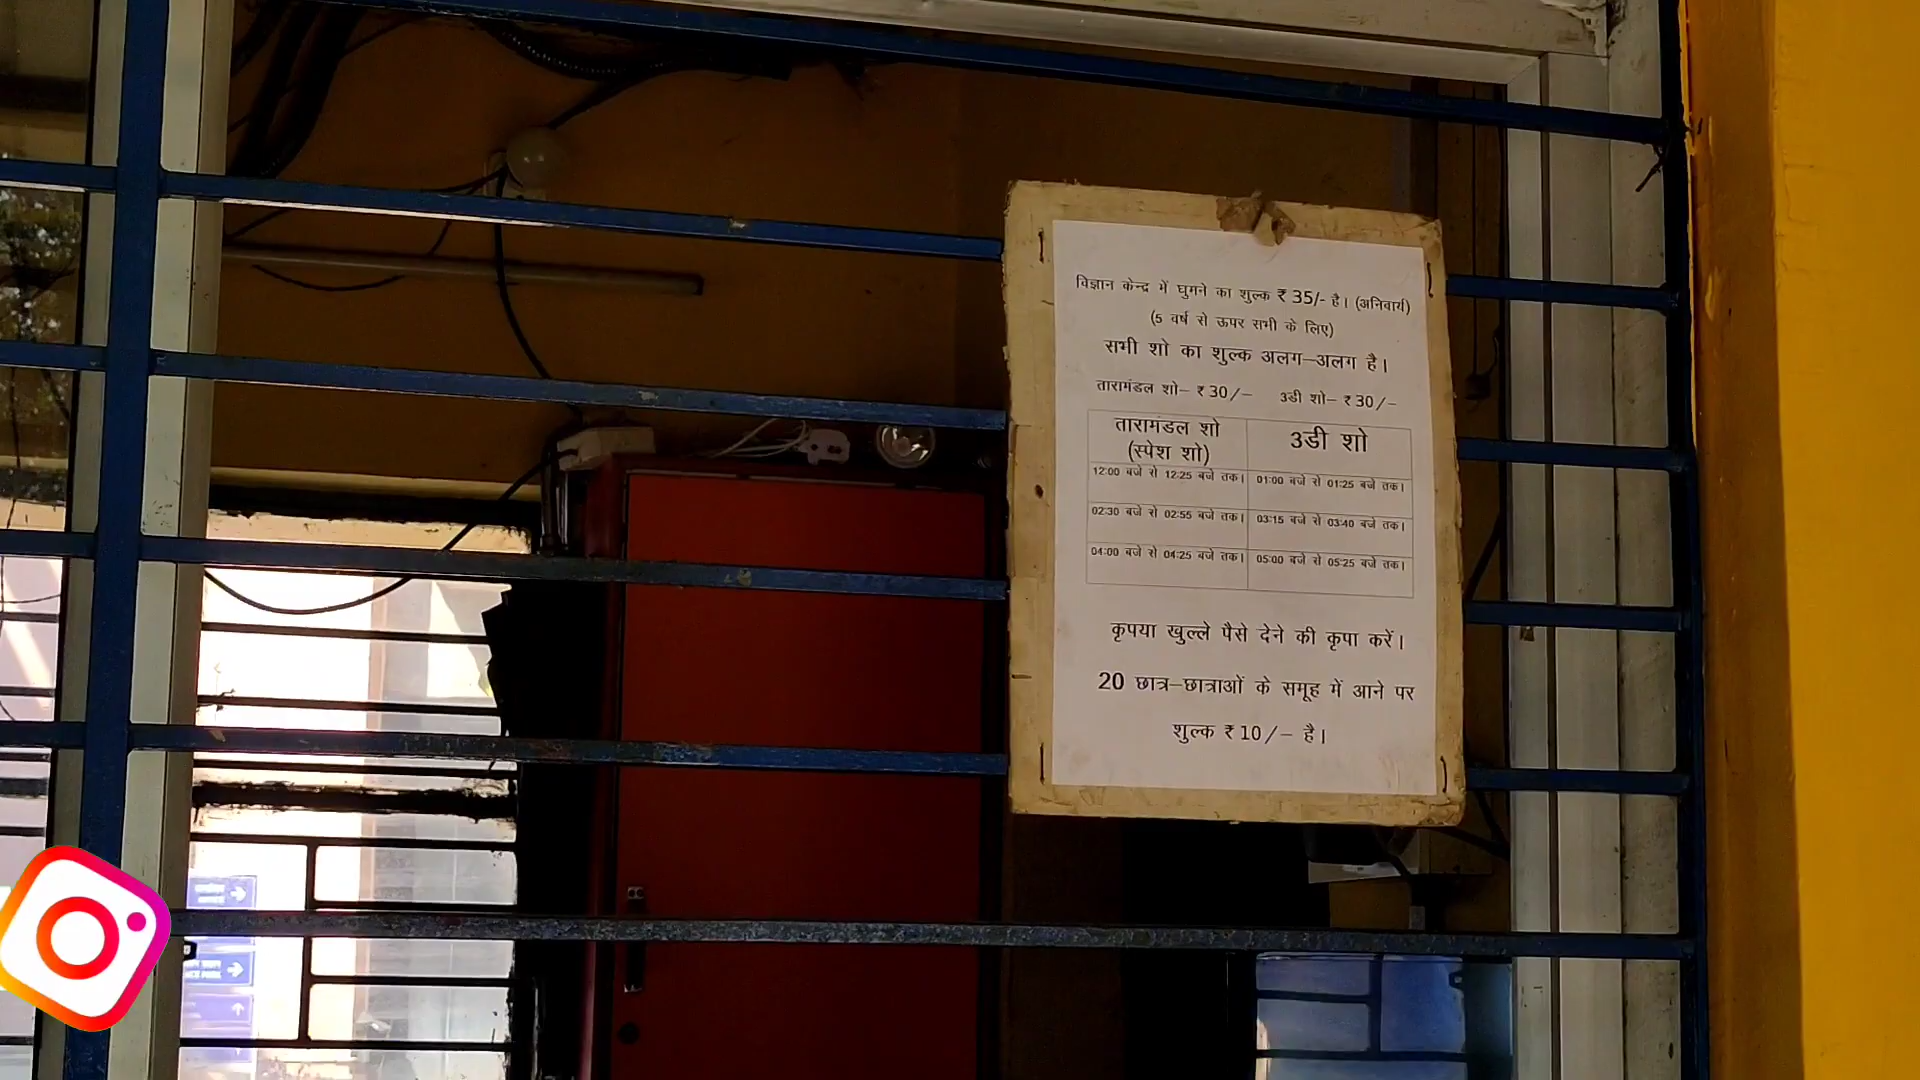 विज्ञान केन्द्र में घुमने का शुल्क ₹ 35/- है। (अनिवार्य)
(5 वर्ष से ऊपर सभी के लिए)
सभी शो का शुल्क अलग–अलग है।
तारामंडल शो– ₹ 30/– 3डी शो– ₹ 30/–
तारामंडल शो
(स्पेश शो)
3डी शो
12:00 बजे से 12:25 बजे तक। 01:00 बजे से 01:25 बजे तक।
02:30 बजे से 02:55 बजे तक। 03:15 बजे से 03:40 बजे तक।
04:00 बजे से 04:25 बजे तक। 05:00 बजे से 05:25 बजे तक।
कृपया खुल्ले पैसे देने की कृपा करें।
20 छात्र–छात्राओं के समूह में आने पर
शुल्क ₹ 10/– है।